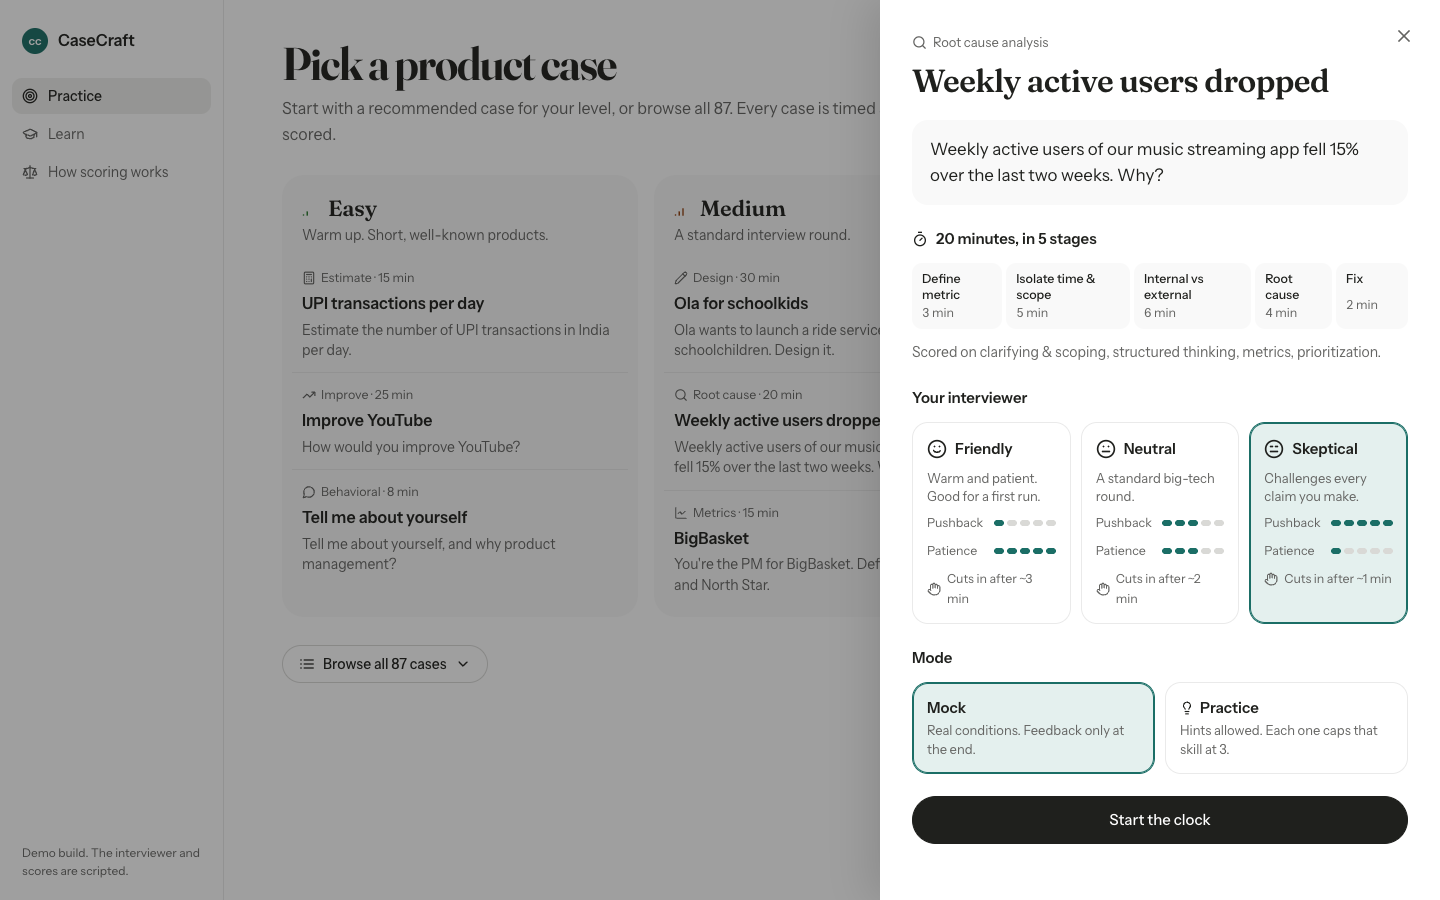 CC CaseCraft
Practice
Learn
How scoring works
Demo build. The interviewer and
scores are scripted.
Pick a product case
Start with a recommended case for your level, or browse all 87. Every case is timed
scored.
Easy
Warm up. Short, well-known products.
Estimate · 15 min
UPI transactions per day
Estimate the number of UPI transactions in India
per day.
Improve · 25 min
Improve YouTube
How would you improve YouTube?
Behavioral · 8 min
Tell me about yourself
Tell me about yourself, and why product
management?
Medium
A standard interview round.
Design · 30 min
Ola for schoolkids
Ola wants to launch a ride service
schoolchildren. Design it.
Root cause · 20 min
Weekly active users droppe
Weekly active users of our music
fell 15% over the last two weeks.
Metrics · 15 min
BigBasket
You're the PM for BigBasket. Def
and North Star.
Browse all 87 cases
Root cause analysis
Weekly active users dropped
Weekly active users of our music streaming app fell 15%
over the last two weeks. Why?
20 minutes, in 5 stages
Define
metric
3 min
Isolate time &
scope
5 min
Internal vs
external
6 min
Root
cause
4 min
Fix
2 min
Scored on clarifying & scoping, structured thinking, metrics, prioritization.
Your interviewer
Friendly
Warm and patient.
Good for a first run.
Pushback
Patience
Cuts in after ~3
min
Neutral
A standard big-tech
round.
Pushback
Patience
Cuts in after ~2
min
Skeptical
Challenges every
claim you make.
Pushback
Patience
Cuts in after ~1 min
Mode
Mock
Real conditions. Feedback only at
the end.
Practice
Hints allowed. Each one caps that
skill at 3.
Start the clock